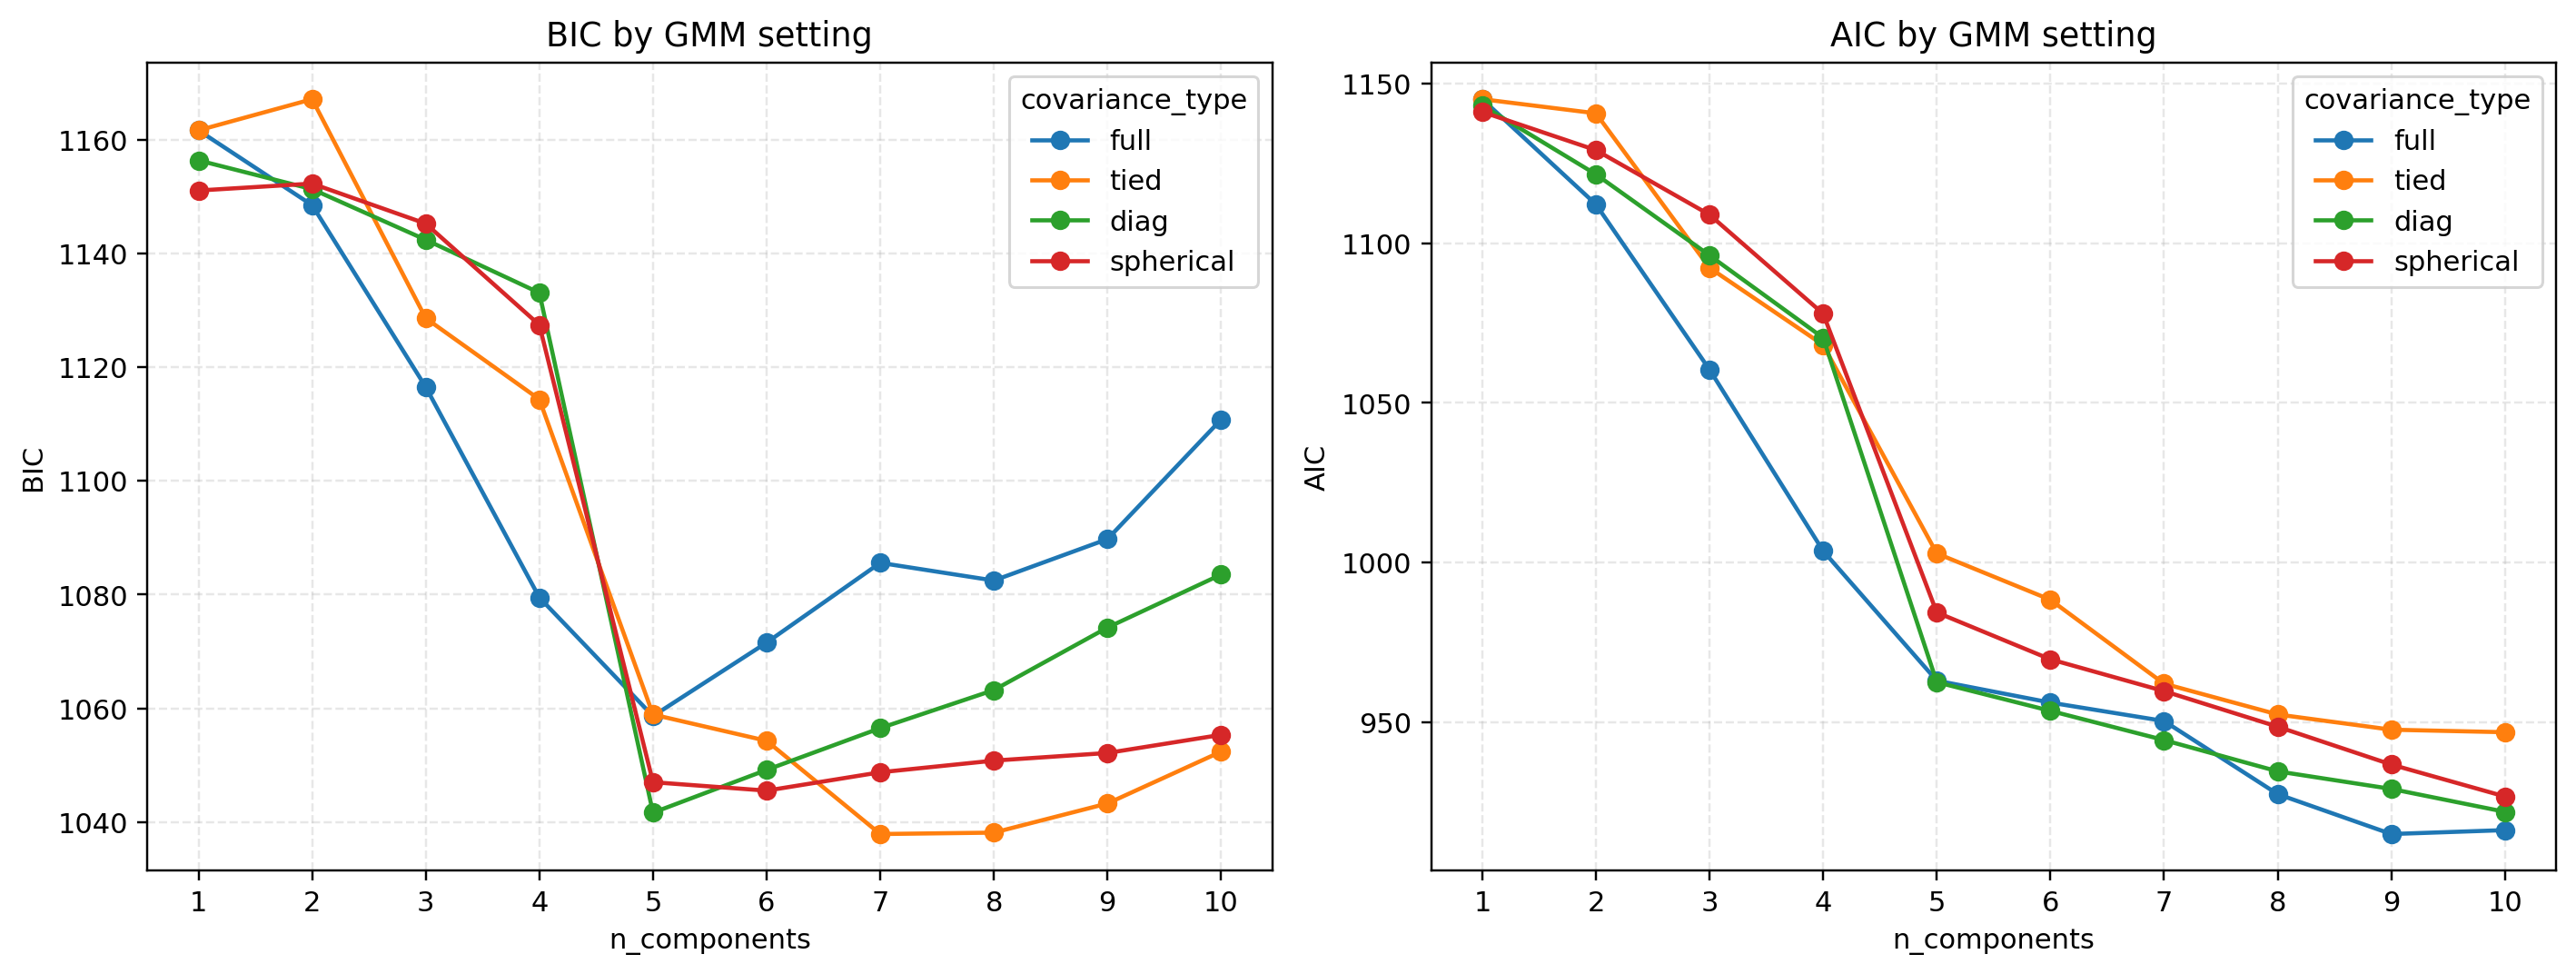 BIC by GMM setting
BIC
1160
1140
1120
1100
1080
1060
1040
covariance_type
full
tied
diag
spherical
1 2 3 4 5 6 7 8 9 10
n_components
AIC by GMM setting
AIC
1150
1100
1050
1000
950
covariance_type
full
tied
diag
spherical
1 2 3 4 5 6 7 8 9 10
n_components